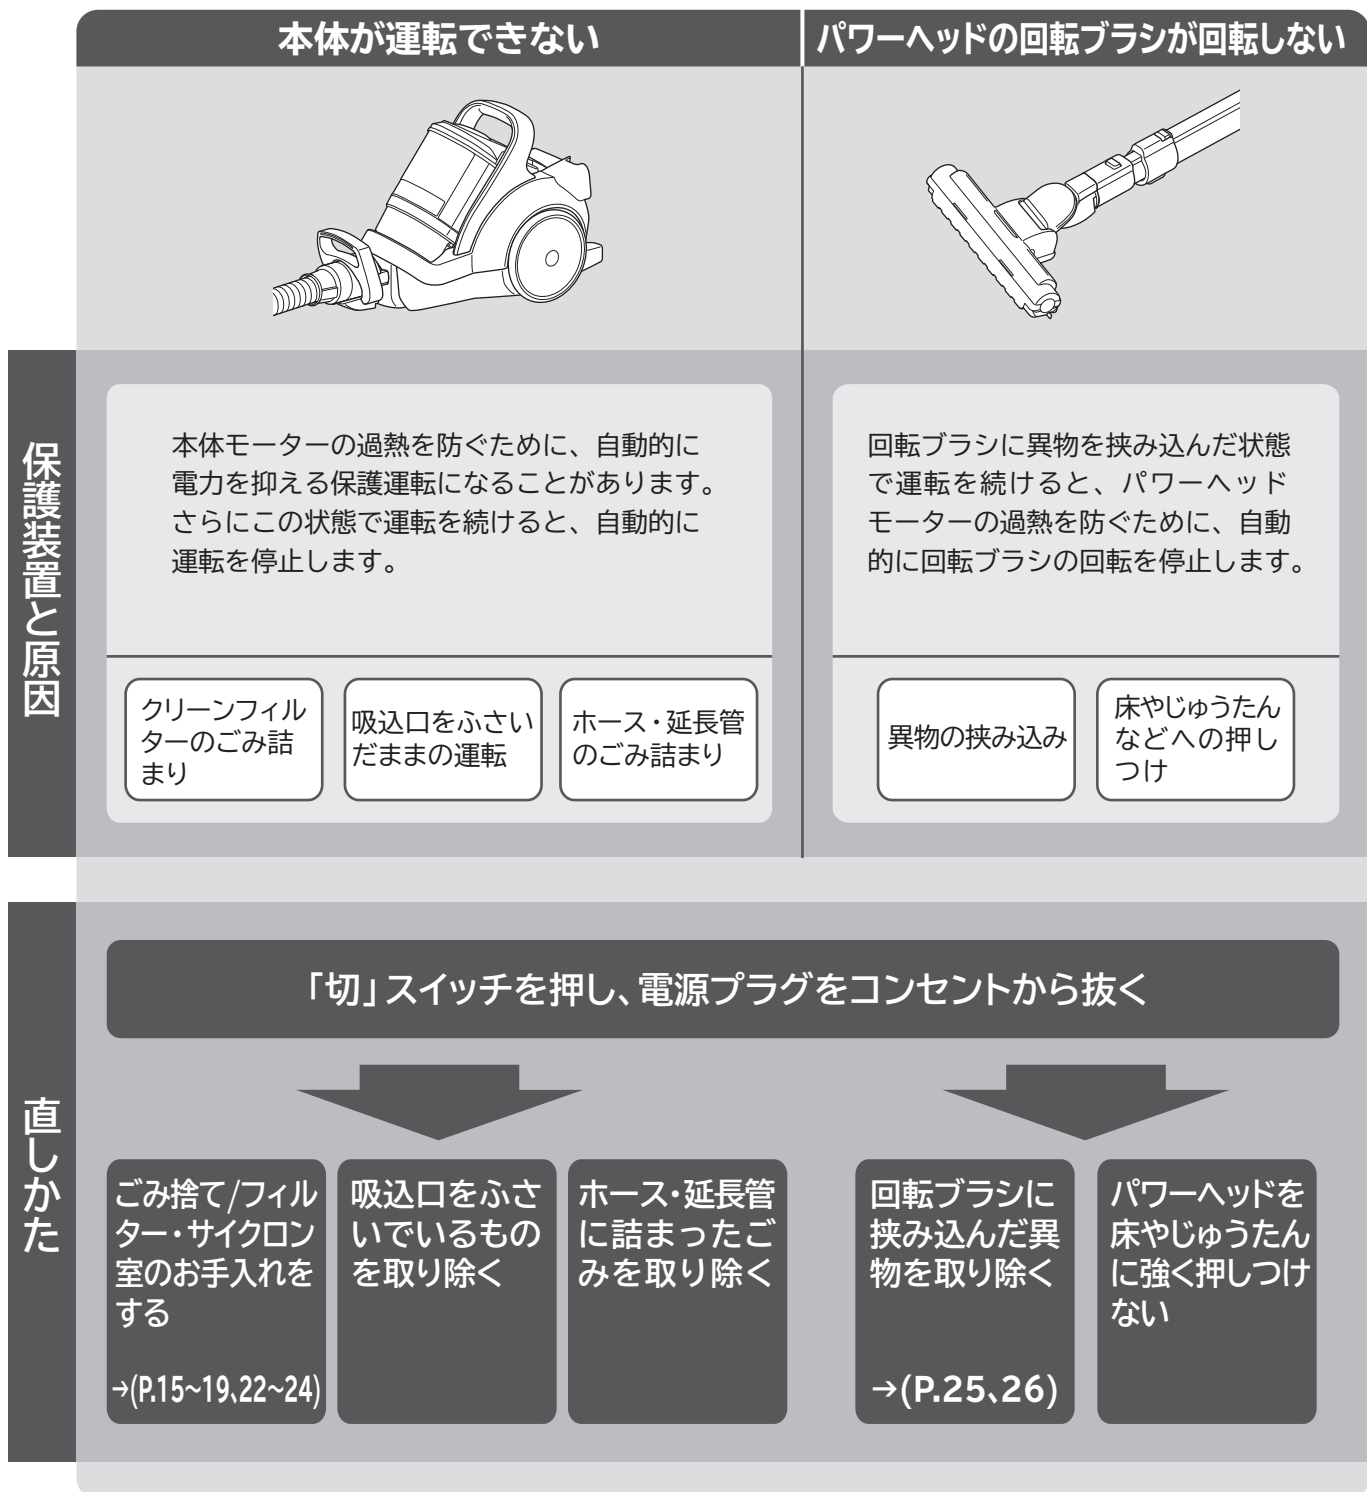 本体が運転できない
パワーヘッドの回転ブラシが回転しない
保護装置と原因
本体モーターの過熱を防ぐために、自動的に
電力を抑える保護運転になることがあります。
さらにこの状態で運転を続けると、自動的に
運転を停止します。
クリーンフィル
ターのごみ詰
まり
吸込口をふさい
だままの運転
ホース・延長管
のごみ詰まり
回転ブラシに異物を挟み込んだ状態
で運転を続けると、パワーヘッド
モーターの過熱を防ぐために、自動
的に回転ブラシの回転を停止します。
異物の挟み込み
床やじゅうたん
などへの押し
つけ
直しかた
「切」スイッチを押し、電源プラグをコンセントから抜く
ごみ捨て/フィル
ター・サイクロン
室のお手入れを
する
→(P.15~19、22~24)
吸込口をふさ
いでいるもの
を取り除く
ホース・延長管
に詰まったご
みを取り除く
回転ブラシに
挟み込んだ異
物を取り除く
→(P.25、26)
パワーヘッドを
床やじゅうたん
に強く押しつけ
ない